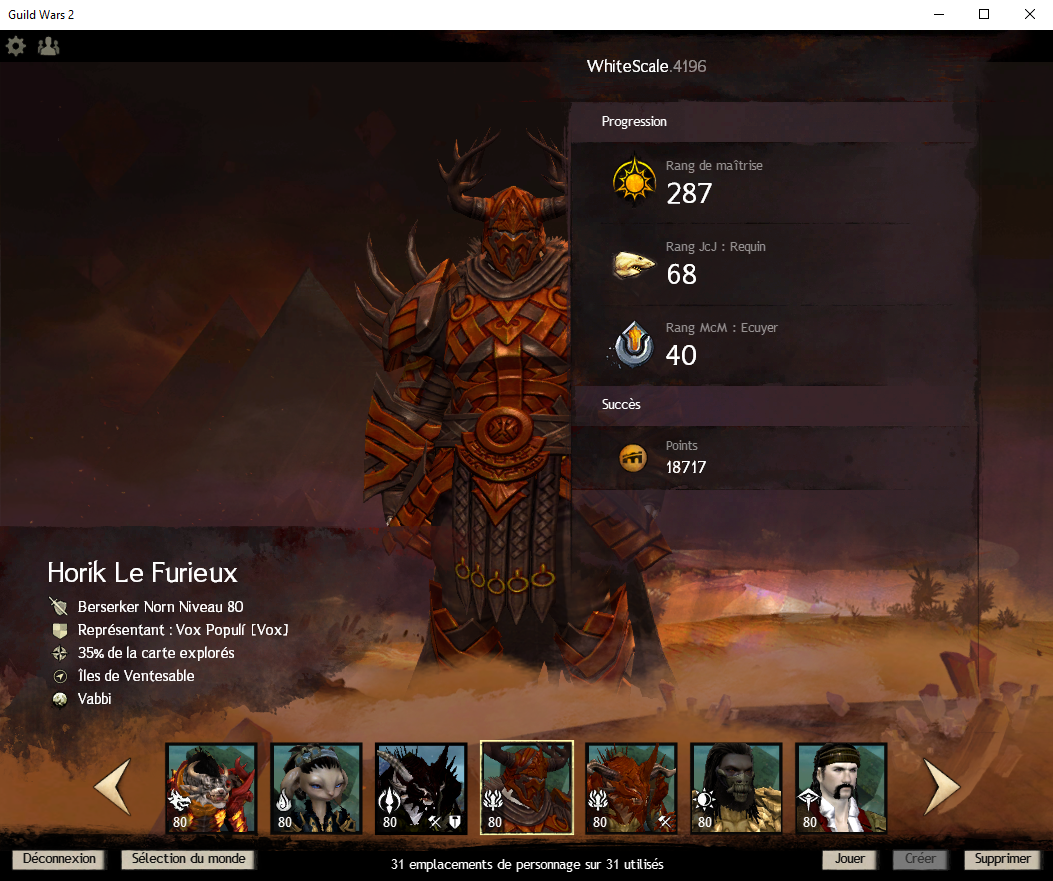 Guild Wars 2
WhiteScale.4196
Progression
Rang de maîtrise
287
Rang JcJ : Requin
68
Rang McM : Ecuyer
40
Succès
Points
18717
Horik Le Furieux
Berserker Norn Niveau 80
Représentant : Vox Populí [Vox]
35% de la carte explorés
Îles de Ventesable
Vabbi
80 80 80 80 80 80 80
Déconnexion
Sélection du monde
31 emplacements de personnage sur 31 utilisés
Jouer
Créer
Supprimer